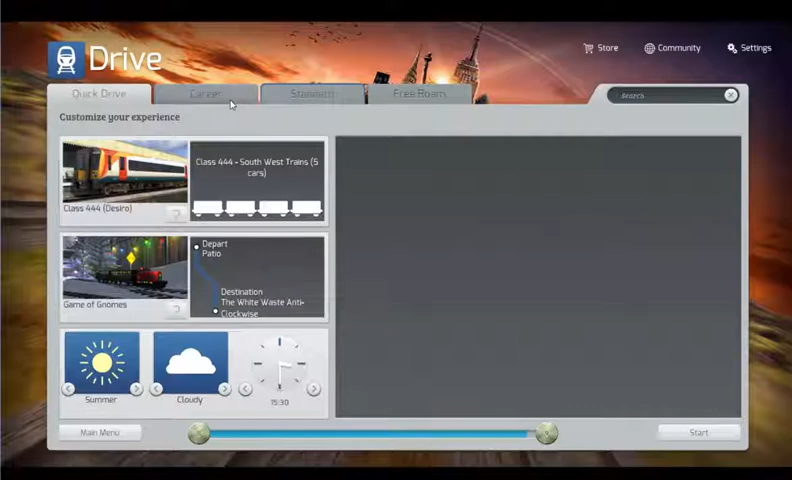 Drive
Store
Community
Settings
Quick Drive
Career
Standard
Free Roam
Search
Customize your experience
Class 444 (Desiro)
?
Class 444 - South West Trains (5
cars)
Game of Gnomes
?
Depart
Patio
Destination
The White Waste Anti-
Clockwise
Summer
Cloudy
15:30
Main Menu
Start